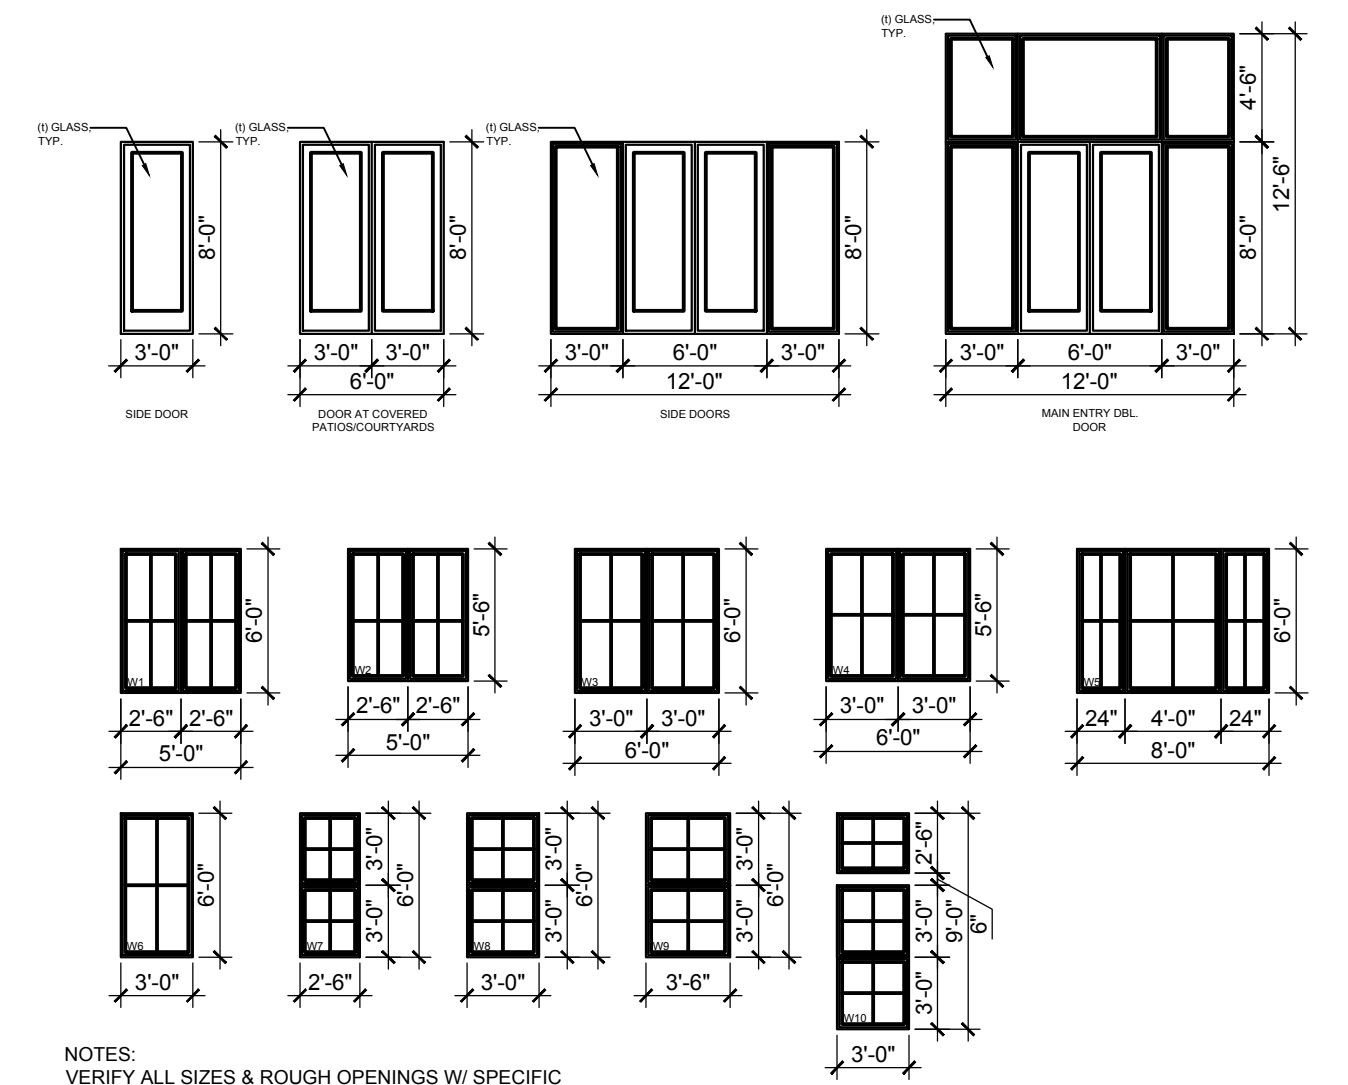 (t) GLASS,
TYP.
4'-6"
12'-6"
8'-0"
3'-0" 6'-0" 3'-0"
12'-0"
MAIN ENTRY DBL.
DOOR
(t) GLASS,
TYP.
8'-0"
3'-0"
SIDE DOOR
(t) GLASS,
TYP.
8'-0"
3'-0" 3'-0"
6'-0"
DOOR AT COVERED
PATIOS/COURTYARDS
(t) GLASS,
TYP.
8'-0"
3'-0" 6'-0" 3'-0"
12'-0"
SIDE DOORS
W1
6'-0"
2'-6" 2'-6"
5'-0"
W2
5'-6"
2'-6" 2'-6"
5'-0"
W3
6'-0"
3'-0" 3'-0"
6'-0"
W4
5'-6"
3'-0" 3'-0"
6'-0"
W5
6'-0"
24" 4'-0" 24"
8'-0"
W6
6'-0"
3'-0"
W7
3'-0"
3'-0"
6'-0"
2'-6"
W8
3'-0"
3'-0"
6'-0"
3'-0"
W9
3'-0"
3'-0"
6'-0"
3'-6"
W10
2'-6"
3'-0"
3'-0"
9'-0"
6"
3'-0"
NOTES:
VERIFY ALL SIZES & ROUGH OPENINGS W/ SPECIFIC